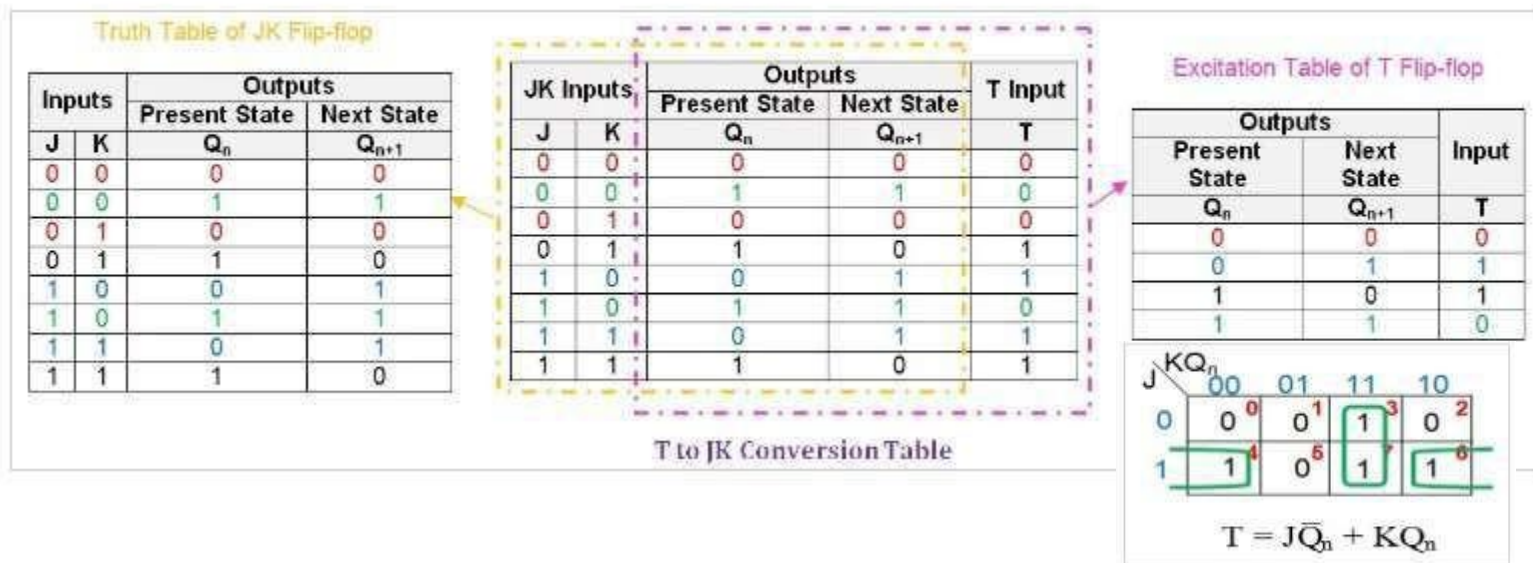 Truth Table of JK Flip-flop
Inputs Outputs
Present State Next State
J K Qₙ Qₙ₊₁
0 0 0 0
0 0 1 1
0 1 0 0
0 1 1 0
1 0 0 1
1 0 1 1
1 1 0 1
1 1 1 0
JK Inputs Outputs T Input
Present State Next State
J K Qₙ Qₙ₊₁ T
0 0 0 0 0
0 0 1 1 0
0 1 0 0 0
0 1 1 0 1
1 0 0 1 1
1 0 1 1 0
1 1 0 1 1
1 1 1 0 1
T to JK Conversion Table
Excitation Table of T Flip-flop
Outputs Input
Present State Next State
Qₙ Qₙ₊₁ T
0 0 0
0 1 1
1 0 1
1 1 0
J KQₙ
00 01 11 10
0 0 0 0 1 1 3 0 2
1 1 4 0 5 1 7 1 6
T = JQ̅ₙ + KQₙ